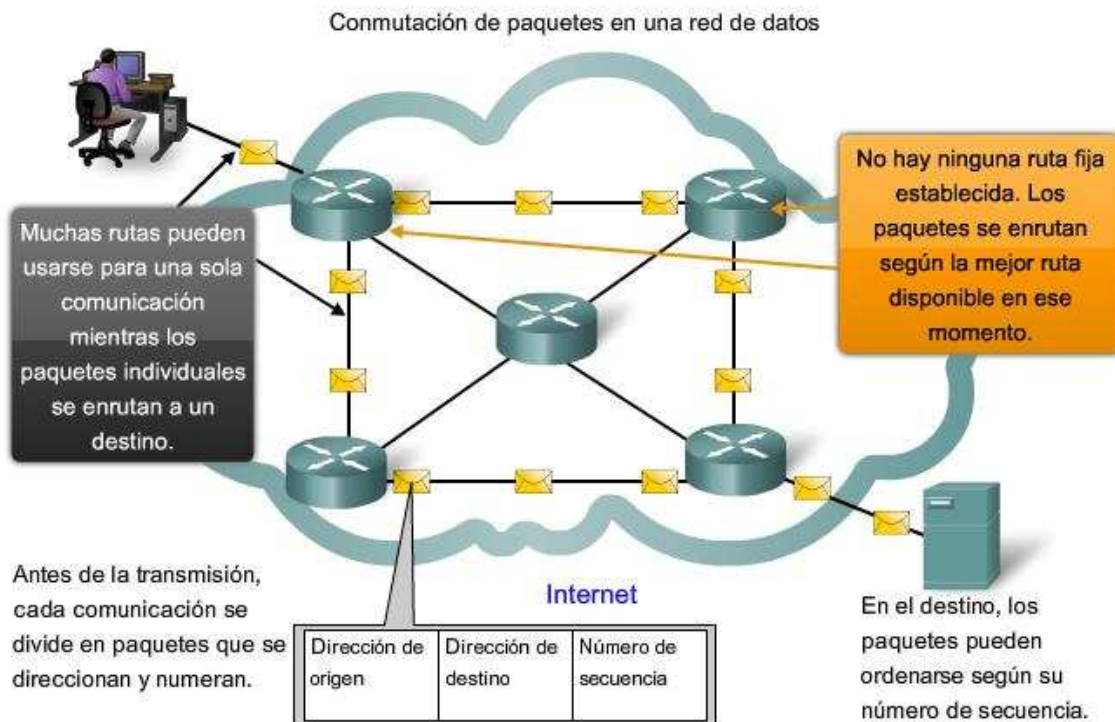 Conmutación de paquetes en una red de datos
Muchas rutas pueden
usarse para una sola
comunicación
mientras los
paquetes individuales
se enrutan a un
destino.
No hay ninguna ruta fija
establecida. Los
paquetes se enrutan
según la mejor ruta
disponible en ese
momento.
Antes de la transmisión,
cada comunicación se
divide en paquetes que se
direccionan y numeran.
Internet
Dirección de
origen
Dirección de
destino
Número de
secuencia
En el destino, los
paquetes pueden
ordenarse según su
número de secuencia.